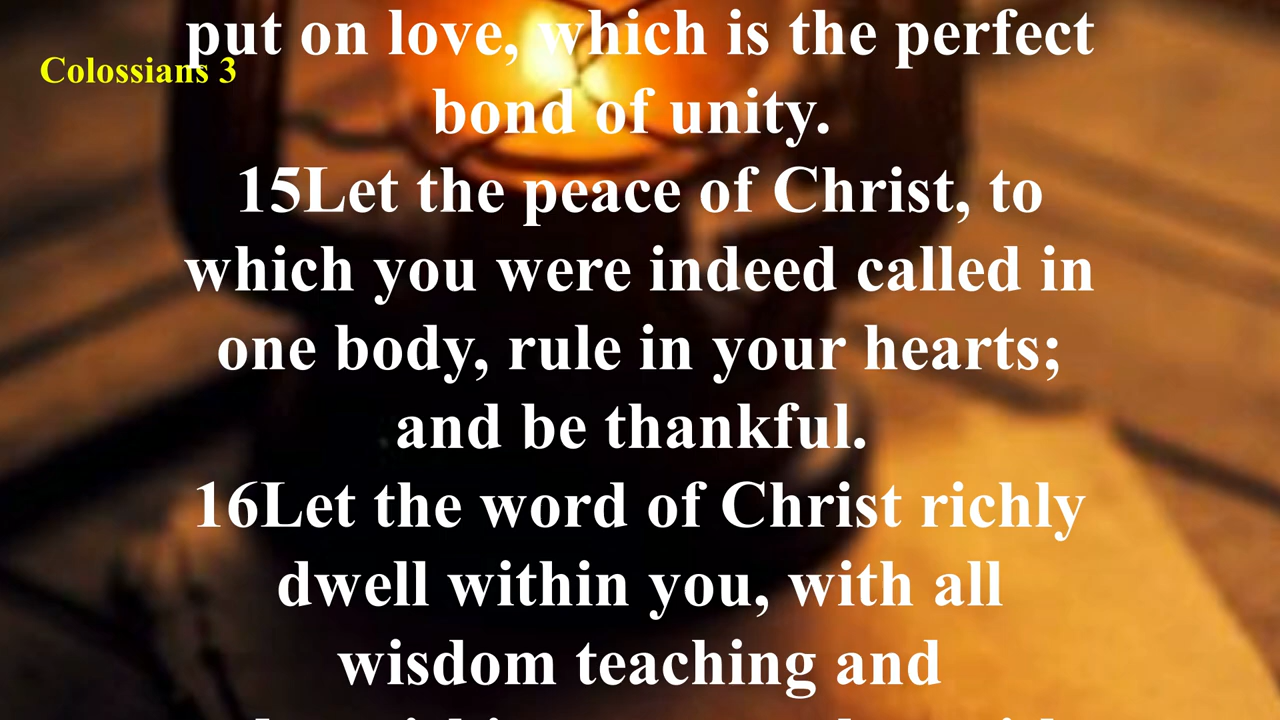 put on love, which is the perfect
Colossians 3
bond of unity.
15Let the peace of Christ, to
which you were indeed called in
one body, rule in your hearts;
and be thankful.
16Let the word of Christ richly
dwell within you, with all
wisdom teaching and